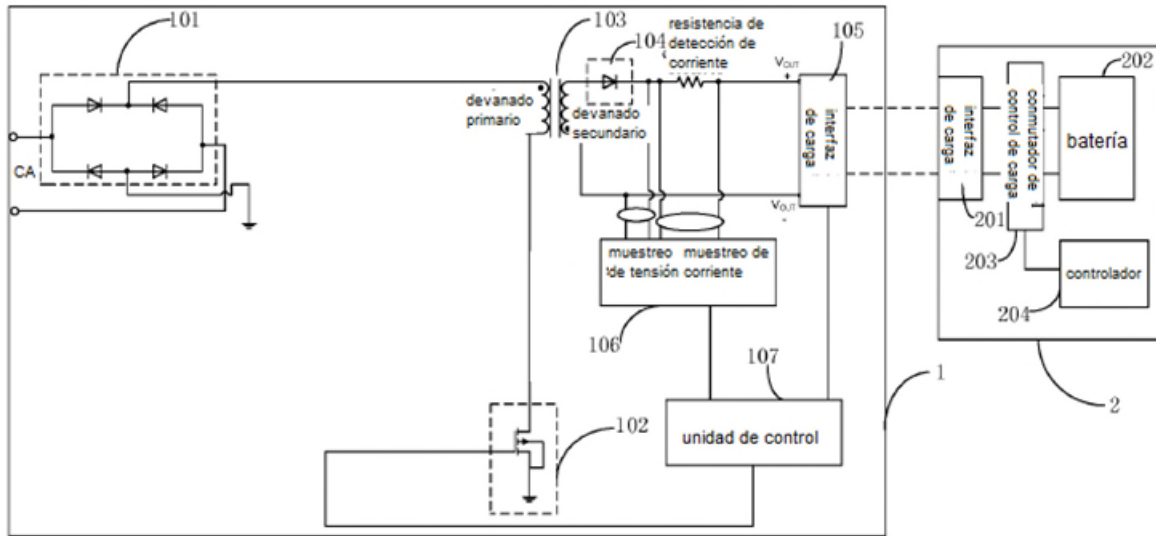 101
103
104
resistencia de
detección de
corriente
105
202
V_OUT
+
devanado
primario
devanado
secundario
interfaz
de carga
interfaz
de carga
conmutador de
control de carga
batería
CA
V_OUT
-
201
203
muestreo
de tensión
muestreo de
corriente
controlador
204
106
107
1
2
102
unidad de control